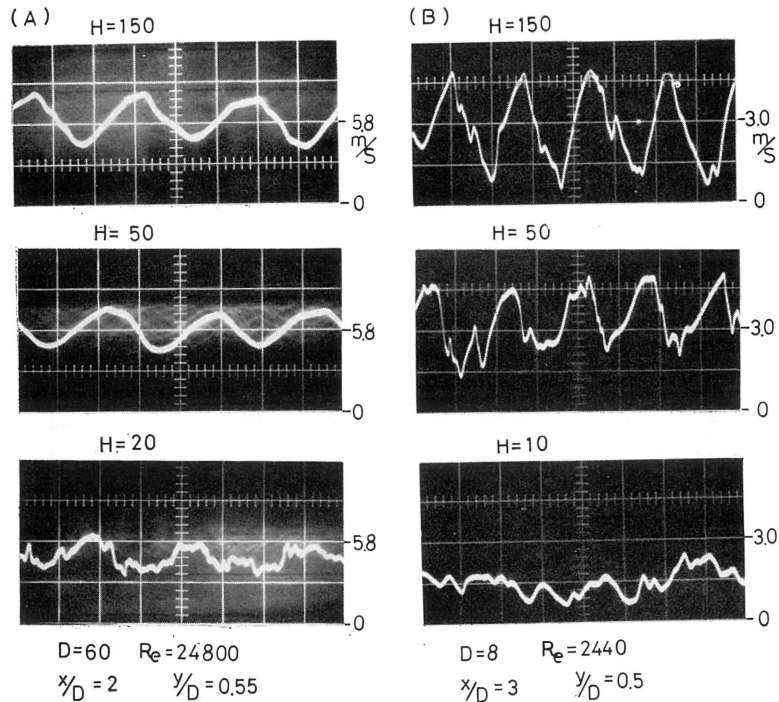 (A)
H=150
5.8
m/s
0
H=50
5.8
0
H=20
5.8
0
D=60 Re=24800
x/D=2 y/D=0.55
(B)
H=150
3.0
m/s
0
H=50
3.0
0
H=10
3.0
0
D=8 Re=2440
x/D=3 y/D=0.5